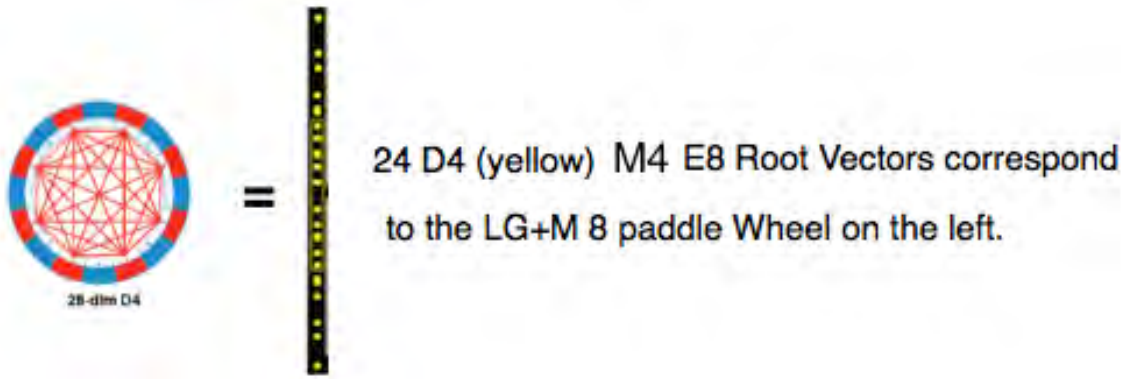 24 D4 (yellow) M4 E8 Root Vectors correspond
to the LG+M 8 paddle Wheel on the left.
=
28-dim D4